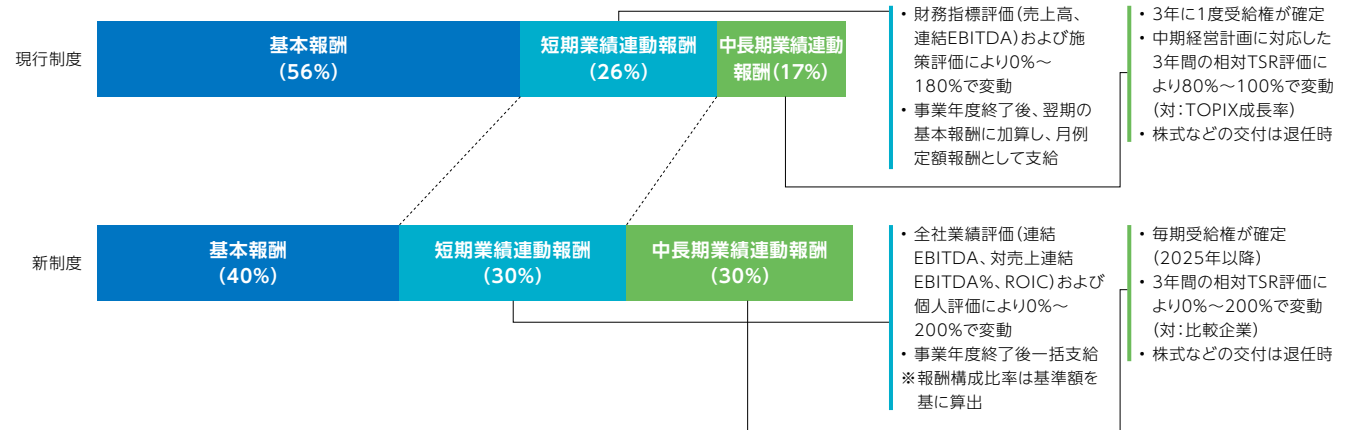 現行制度
基本報酬
(56%)
短期業績連動報酬
(26%)
中長期業績連動
報酬(17%)
・ 財務指標評価(売上高、
連結EBITDA)および施
策評価により0%～
180%で変動
・ 事業年度終了後、翌期の
基本報酬に加算し、月例
定額報酬として支給
・ 3年に1度受給権が確定
・ 中期経営計画に対応した
3年間の相対TSR評価に
より80%～100%で変動
(対：TOPIX成長率)
・ 株式などの交付は退任時
新制度
基本報酬
(40%)
短期業績連動報酬
(30%)
中長期業績連動報酬
(30%)
・ 全社業績評価(連結
EBITDA、対売上連結
EBITDA%、ROIC)および
個人評価により0%～
200%で変動
・ 事業年度終了後一括支給
※報酬構成比率は基準額を
基に算出
・ 毎期受給権が確定
(2025年以降)
・ 3年間の相対TSR評価に
より0%～200%で変動
(対：比較企業)
・ 株式などの交付は退任時